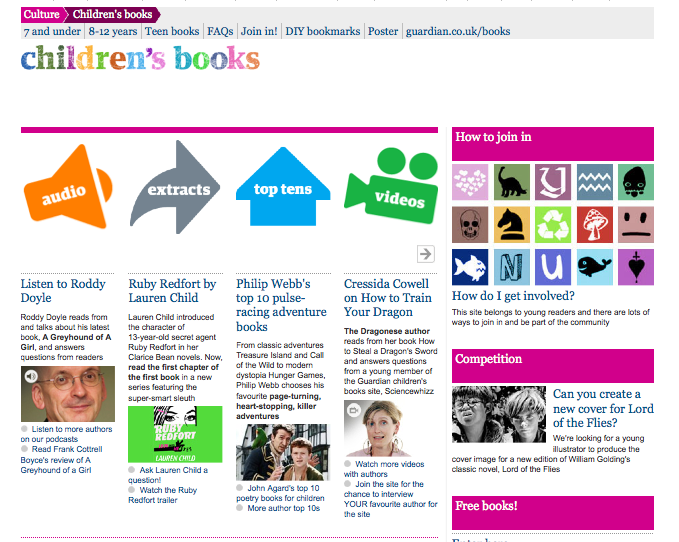 Culture Children's books
7 and under 8-12 years Teen books FAQs Join in! DIY bookmarks Poster guardian.co.uk/books
children's books
audio
extracts
top tens
videos
Listen to Roddy
Doyle
Roddy Doyle reads from
and talks about his latest
book, A Greyhound of A
Girl, and answers
questions from readers
Listen to more authors
on our podcasts
Read Frank Cottrell
Boyce's review of A
Greyhound of a Girl
Ruby Redfort by
Lauren Child
Lauren Child introduced
the character of
13-year-old secret agent
Ruby Redfort in her
Clarice Bean novels. Now,
read the first chapter of
the first book in a new
series featuring the
super-smart sleuth
RUBY
REDFORT
LAUREN CHILD
Ask Lauren Child a
question!
Watch the Ruby
Redfort trailer
Philip Webb's
top 10 pulse-
racing adventure
books
From classic adventures
Treasure Island and Call
of the Wild to modern
dystopia Hunger Games,
Philip Webb chooses his
favourite page-turning,
heart-stopping, killer
adventures
John Agard's top 10
poetry books for children
More author top 10s
Cressida Cowell
on How to Train
Your Dragon
The Dragonese author
reads from her book How
to Steal a Dragon's Sword
and answers questions
from a young member of
the Guardian children's
books site, Sciencewhizz
Watch more videos
with authors
Join the site for the
chance to interview
YOUR favourite author for
the site
How to join in
y
N
U
How do I get involved?
This site belongs to young readers and there are lots of
ways to join in and be part of the community
Competition
Can you create a
new cover for Lord
of the Flies?
We're looking for a young
illustrator to produce the
cover image for a new edition of William Golding's
classic novel, Lord of the Flies
Free books!